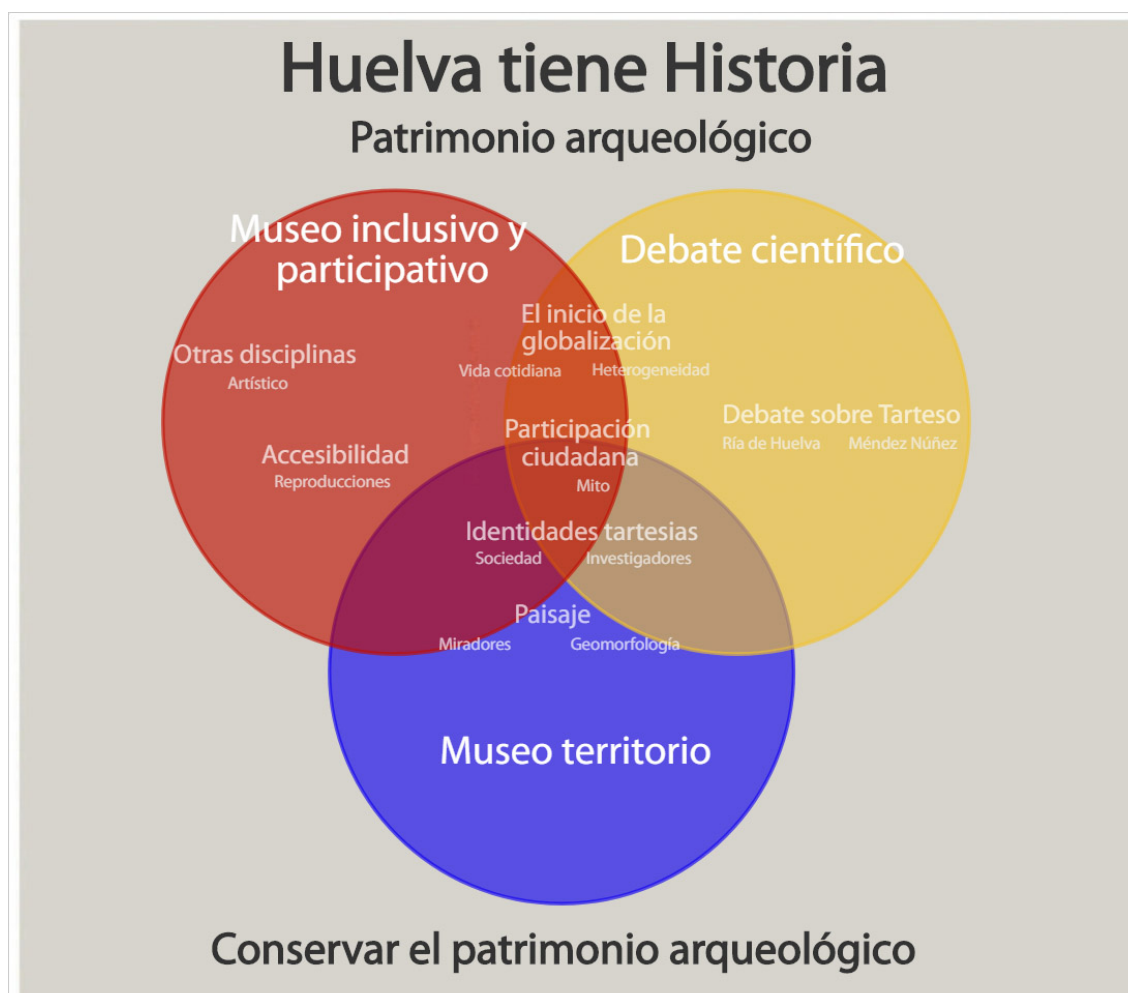 Huelva tiene Historia
Patrimonio arqueológico
Museo inclusivo y
participativo
Debate científico
El inicio de la
globalización
Vida cotidiana
Heterogeneidad
Otras disciplinas
Artístico
Debate sobre Tarteso
Ría de Huelva
Méndez Núñez
Participación
ciudadana
Mito
Accesibilidad
Reproducciones
Identidades tartesias
Sociedad
Investigadores
Paisaje
Miradores
Geomorfología
Museo territorio
Conservar el patrimonio arqueológico